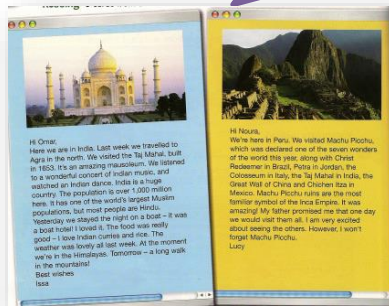 Hi Omar,
Here we are in India. Last week we travelled to
Agra in the north. We visited the Taj Mahal, built
in 1653. It's an amazing mausoleum. We listened
to a wonderful concert of Indian music, and
watched an Indian dance. India is a huge
country. The population is over 1,000 million
here. It has one of the world's largest Muslim
populations, but most people are Hindu.
Yesterday we stayed the night on a boat – it was
a boat hotel! I loved it. The food was really
good – I love Indian curries and rice. The
weather was lovely all last week. At the moment
we're in the Himalayas. Tomorrow – a long walk
in the mountains!
Best wishes
Issa
Hi Noura,
We're here in Peru. We visited Machu Picchu,
which was declared one of the seven wonders
of the world this year, along with Christ
Redeemer in Brazil, Petra in Jordan, the
Colosseum in Italy, the Taj Mahal in India, the
Great Wall of China and Chichen Itza in
Mexico. Machu Picchu ruins are the most
familiar symbol of the Inca Empire. It was
amazing! My father promised me that one day
we would visit them all. I am very excited
about seeing the others. However, I won't
forget Machu Picchu.
Lucy